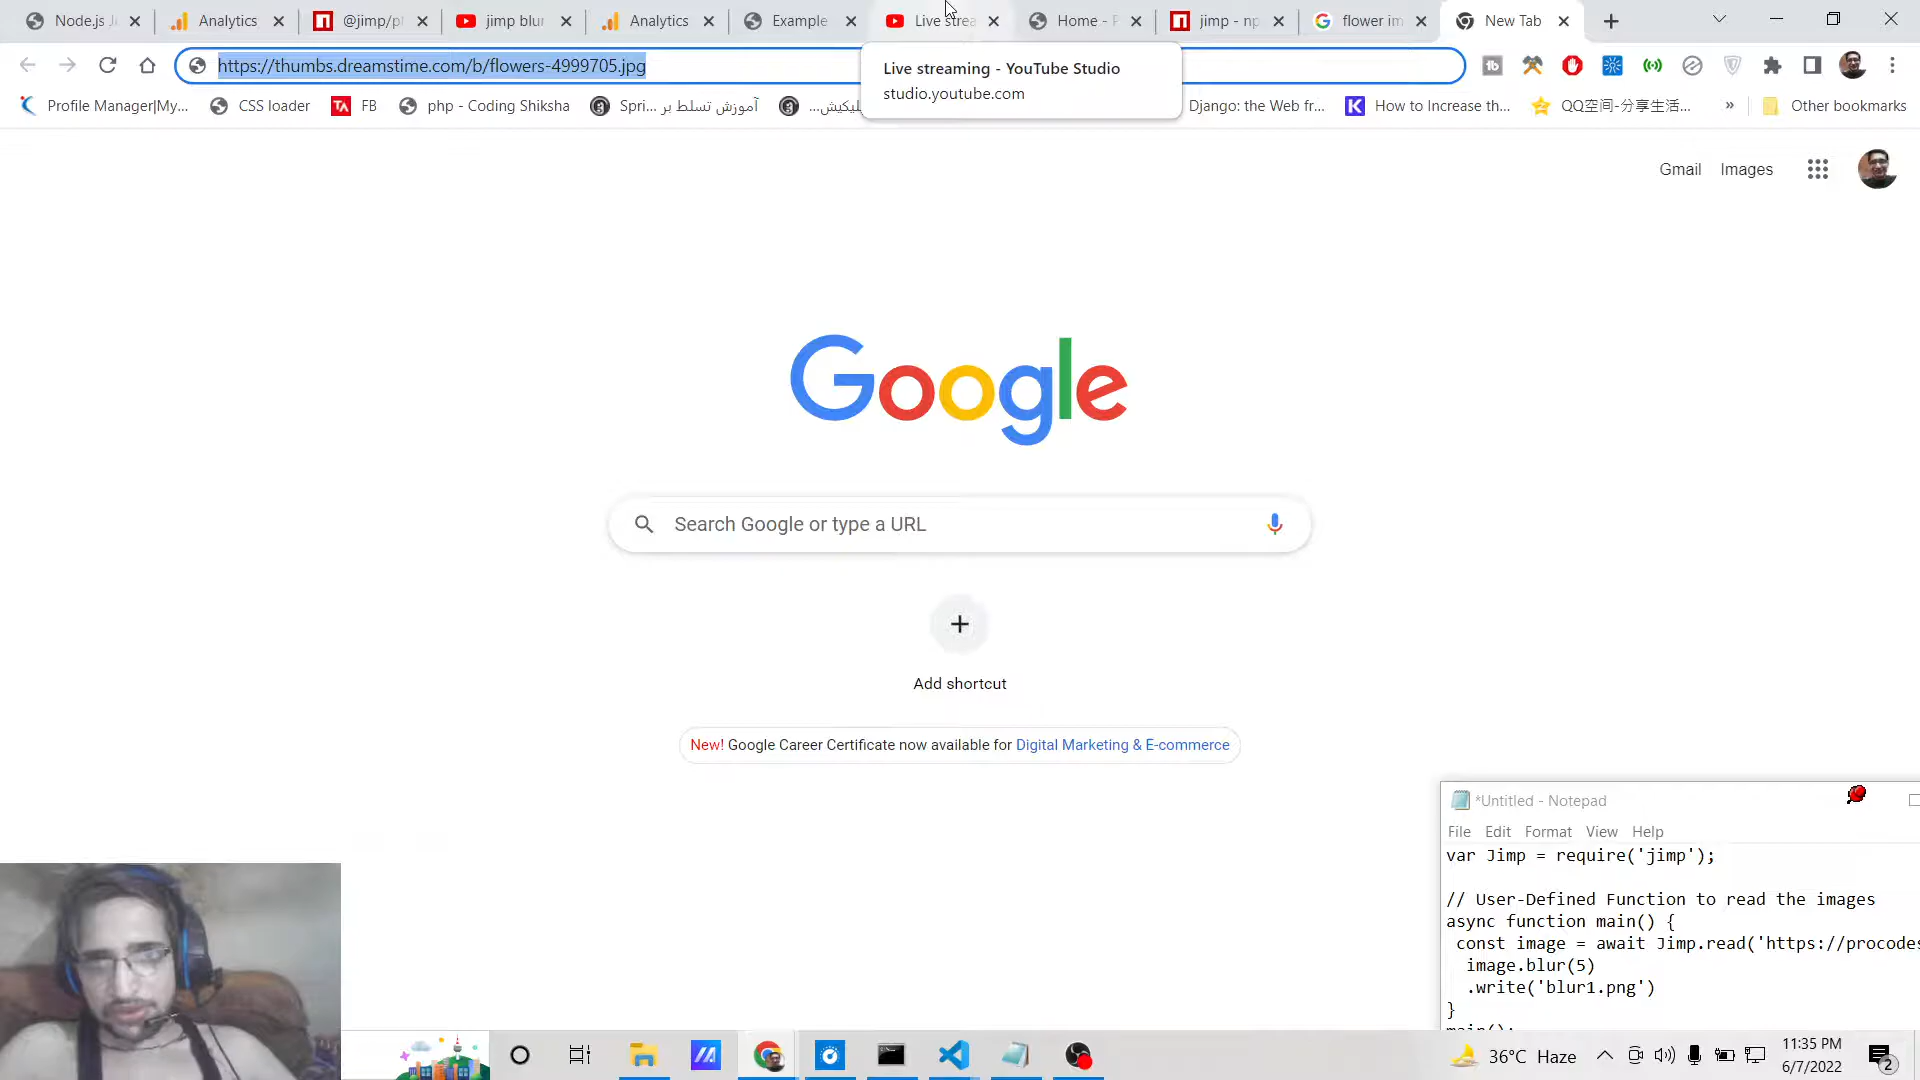 Node.js
Analytics
@jimp/pl
jimp blur
Analytics
Example
Live strea
Home - F
jimp - np
flower im
New Tab
https://thumbs.dreamstime.com/b/flowers-4999705.jpg
Live streaming - YouTube Studio
studio.youtube.com
Profile Manager|My...
CSS loader
FB
php - Coding Shiksha
Spri... آموزش تسلط بر
Django: the Web fr...
How to Increase th...
QQ空间-分享生活...
»
Other bookmarks
Gmail
Images
Google
Search Google or type a URL
Add shortcut
New! Google Career Certificate now available for Digital Marketing & E-commerce
*Untitled - Notepad
File Edit Format View Help
var Jimp = require('jimp');
// User-Defined Function to read the images
async function main() {
const image = await Jimp.read('https://procodes
image.blur(5)
.write('blur1.png')
}
main();
36°C Haze
11:35 PM
6/7/2022
2